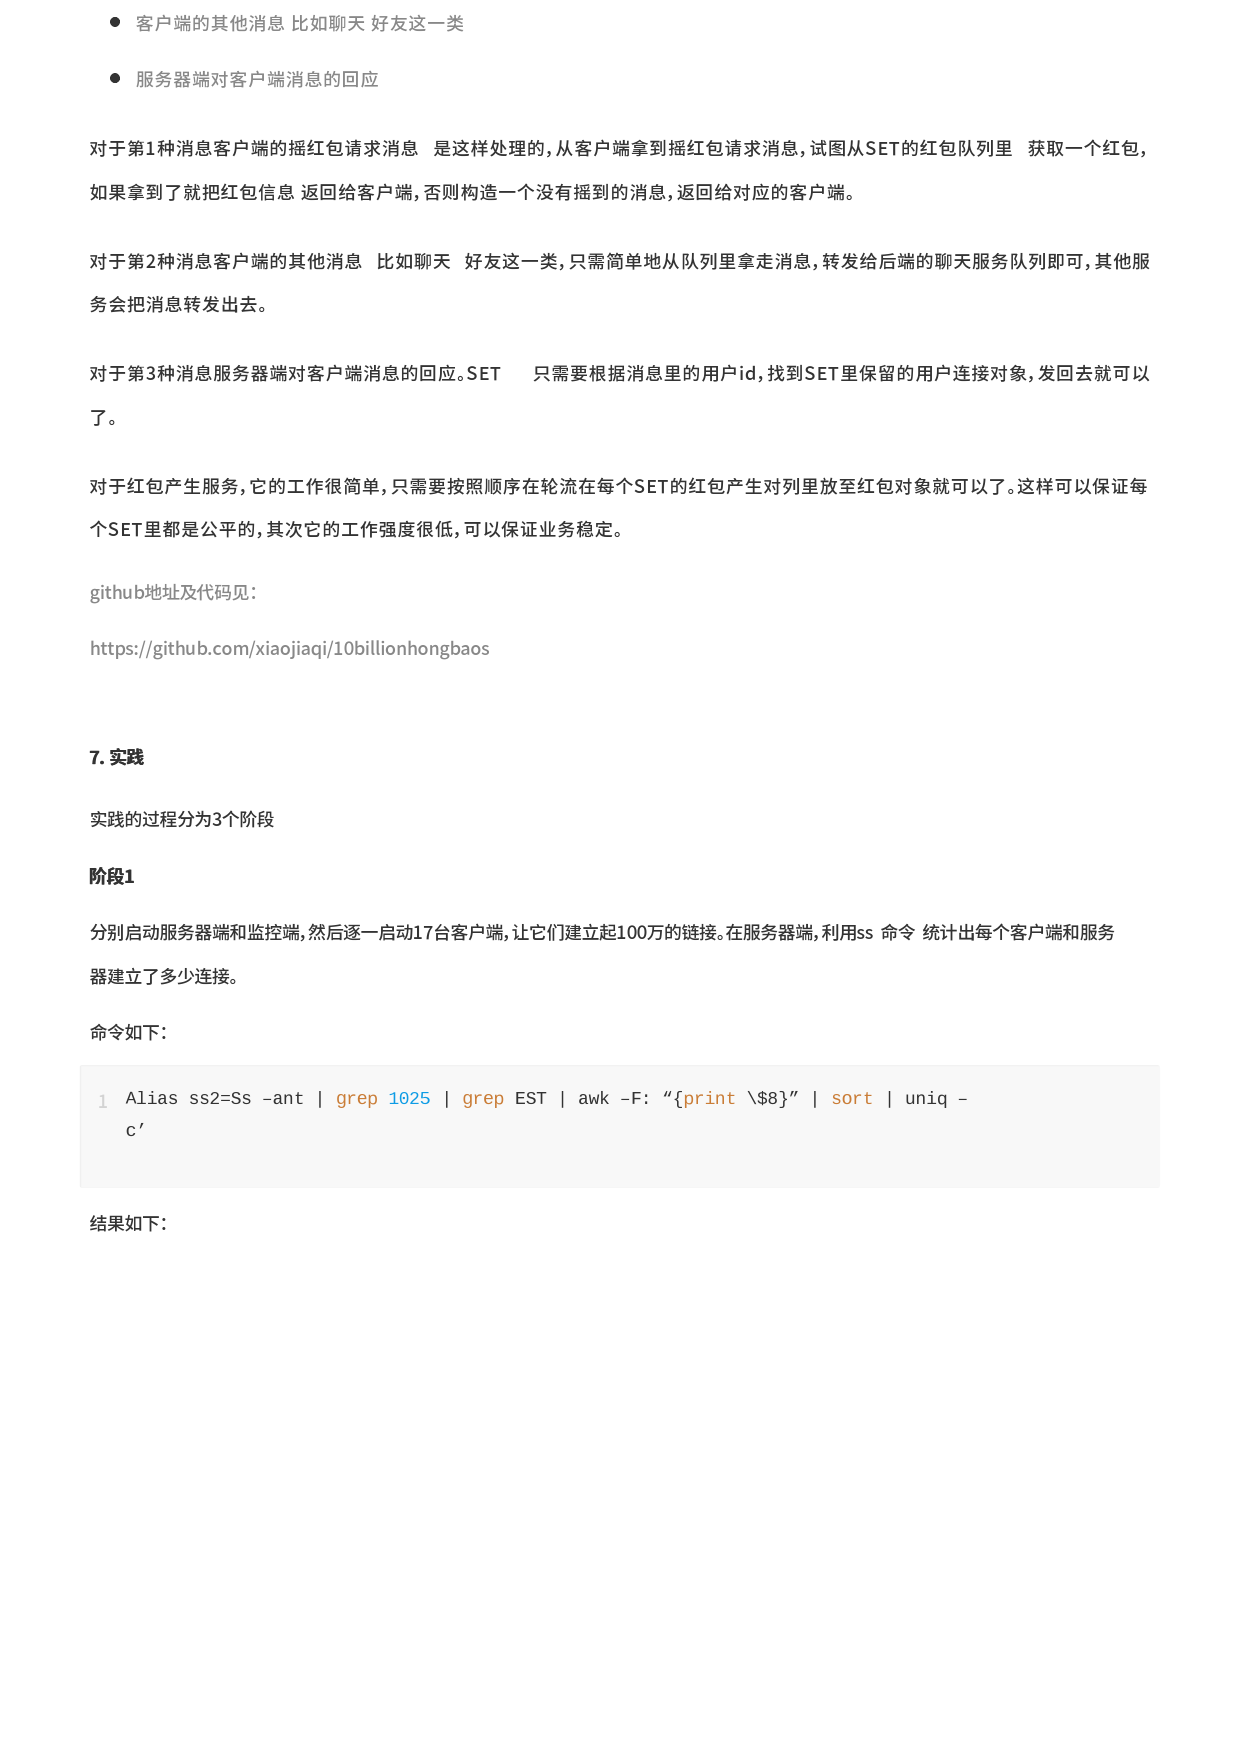 客户端的其他消息 比如聊天 好友这一类
服务器端对客户端消息的回应
对于第1种消息客户端的摇红包请求消息 是这样处理的，从客户端拿到摇红包请求消息，试图从SET的红包队列里 获取一个红包，
如果拿到了就把红包信息 返回给客户端，否则构造一个没有摇到的消息，返回给对应的客户端。
对于第2种消息客户端的其他消息 比如聊天 好友这一类，只需简单地从队列里拿走消息，转发给后端的聊天服务队列即可，其他服
务会把消息转发出去。
对于第3种消息服务器端对客户端消息的回应。SET 只需要根据消息里的用户id，找到SET里保留的用户连接对象，发回去就可以
了。
对于红包产生服务，它的工作很简单，只需要按照顺序在轮流在每个SET的红包产生对列里放至红包对象就可以了。这样可以保证每
个SET里都是公平的，其次它的工作强度很低，可以保证业务稳定。
github地址及代码见：
https://github.com/xiaojiaqi/10billionhongbaos
7. 实践
实践的过程分为3个阶段
阶段1
分别启动服务器端和监控端，然后逐一启动17台客户端，让它们建立起100万的链接。在服务器端，利用ss 命令 统计出每个客户端和服务
器建立了多少连接。
命令如下：
1 Alias ss2=Ss –ant | grep 1025 | grep EST | awk –F: “{print \$8}” | sort | uniq –
c’
结果如下：